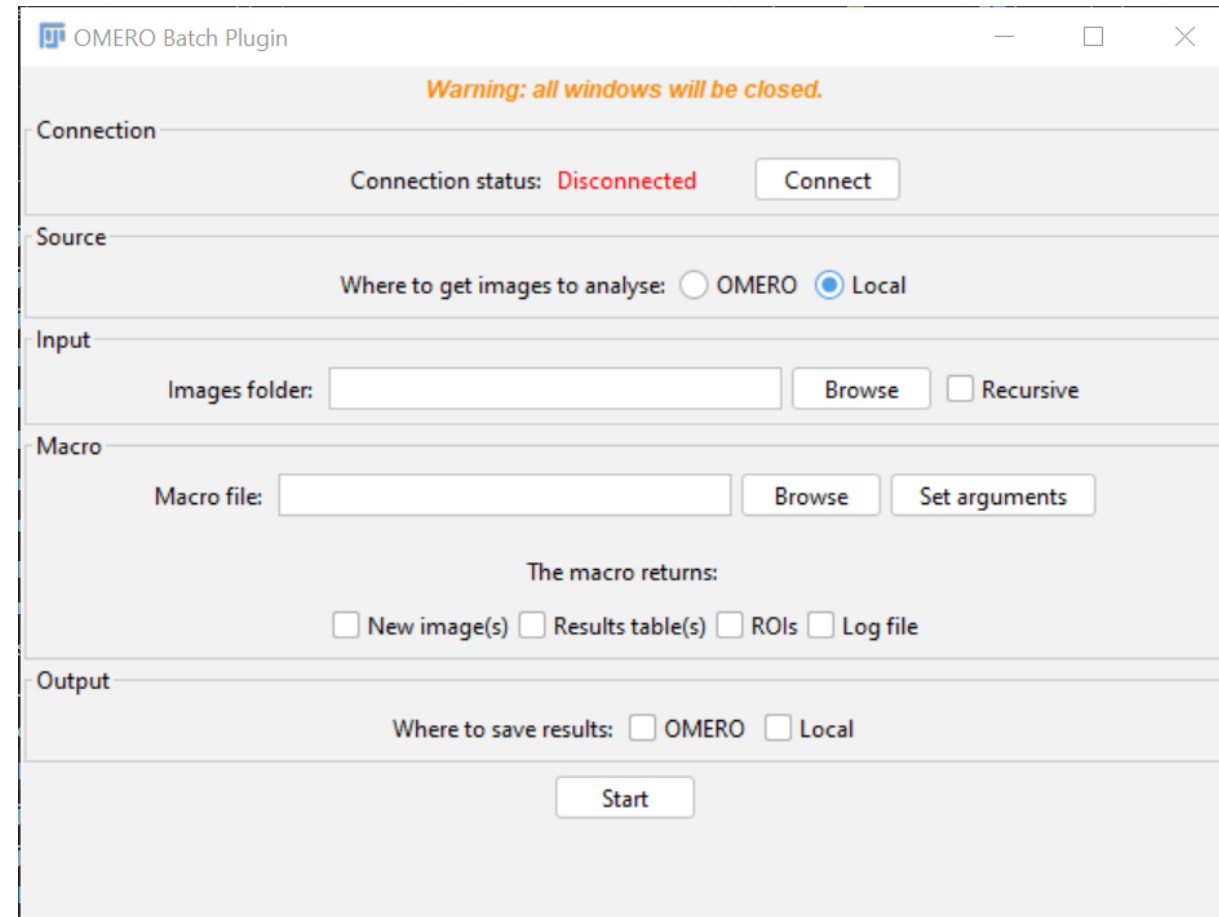 OMERO Batch Plugin
Warning: all windows will be closed.
Connection
Connection status: Disconnected Connect
Source
Where to get images to analyse: OMERO Local
Input
Images folder: Browse Recursive
Macro
Macro file: Browse Set arguments
The macro returns:
New image(s) Results table(s) ROIs Log file
Output
Where to save results: OMERO Local
Start